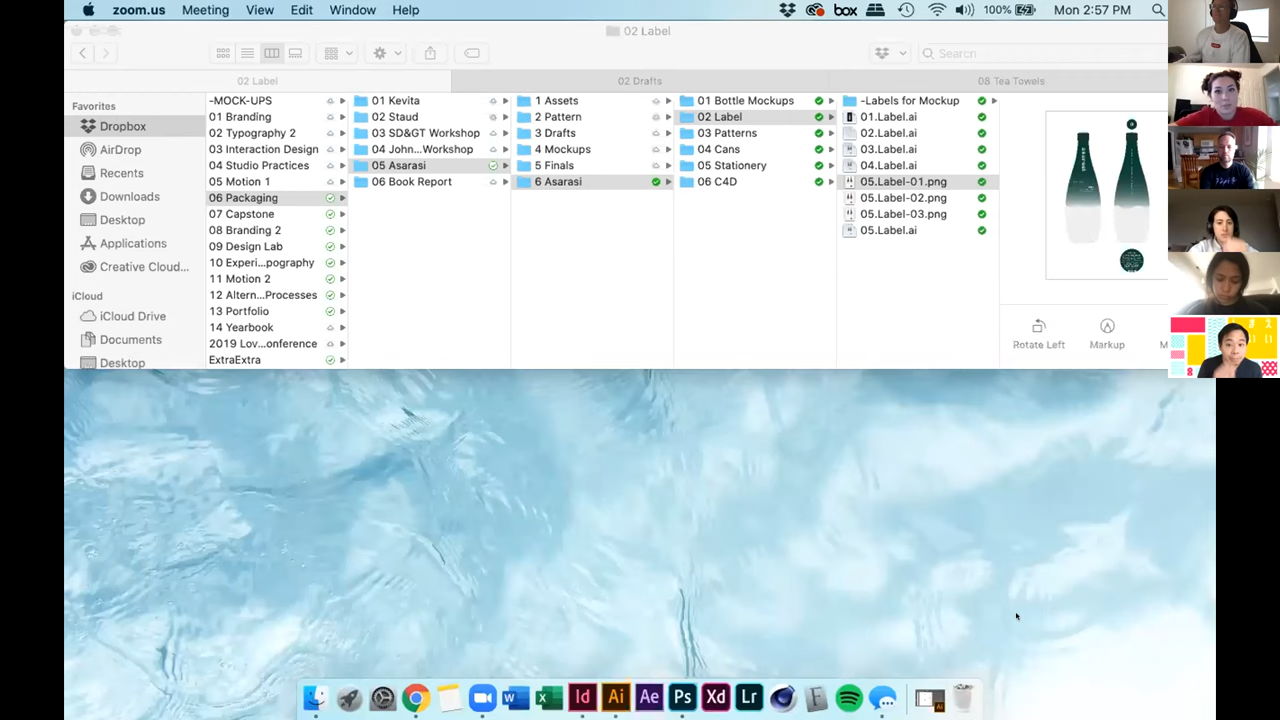 zoom.us Meeting View Edit Window Help
box 100% Mon 2:57 PM
02 Label
Search
02 Label 02 Drafts 08 Tea Towels
Favorites
Dropbox
AirDrop
Recents
Downloads
Desktop
Applications
Creative Cloud...
iCloud
iCloud Drive
Documents
Desktop
-MOCK-UPS
01 Branding
02 Typography 2
03 Interaction Design
04 Studio Practices
05 Motion 1
06 Packaging
07 Capstone
08 Branding 2
09 Design Lab
10 Experi...pography
11 Motion 2
12 Altern...Processes
13 Portfolio
14 Yearbook
2019 Lov...onference
ExtraExtra
01 Kevita
02 Staud
03 SD&GT Workshop
04 John...Workshop
05 Asarasi
06 Book Report
1 Assets
2 Pattern
3 Drafts
4 Mockups
5 Finals
6 Asarasi
01 Bottle Mockups
02 Label
03 Patterns
04 Cans
05 Stationery
06 C4D
-Labels for Mockup
01.Label.ai
02.Label.ai
03.Label.ai
04.Label.ai
05.Label-01.png
05.Label-02.png
05.Label-03.png
05.Label.ai
Rotate Left
Markup
M
Id Ai Ae Ps Xd Lr